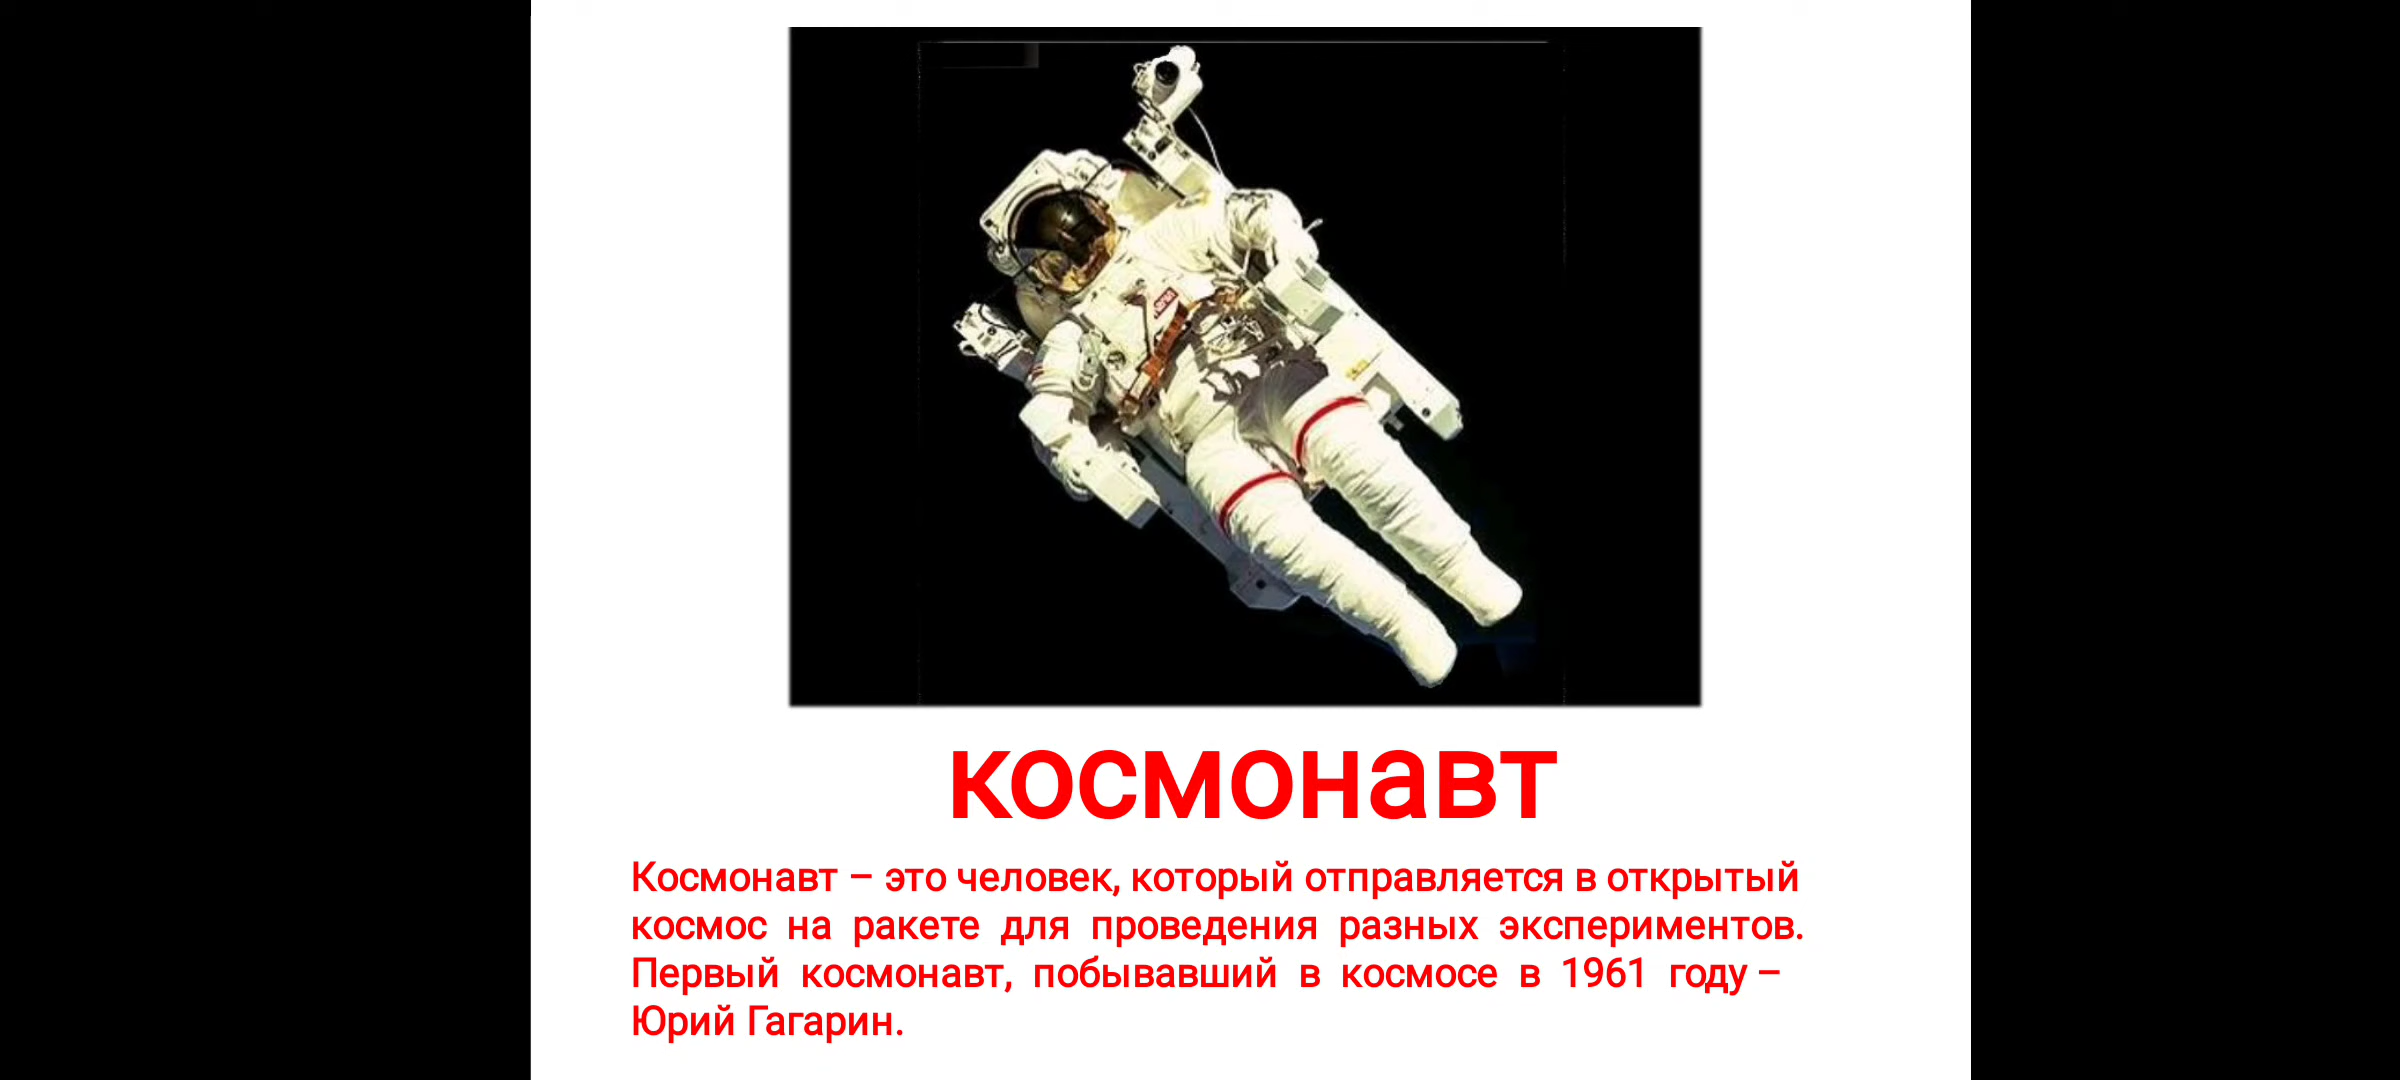 космонавт
Космонавт – это человек, который отправляется в открытый
космос на ракете для проведения разных экспериментов.
Первый космонавт, побывавший в космосе в 1961 году –
Юрий Гагарин.